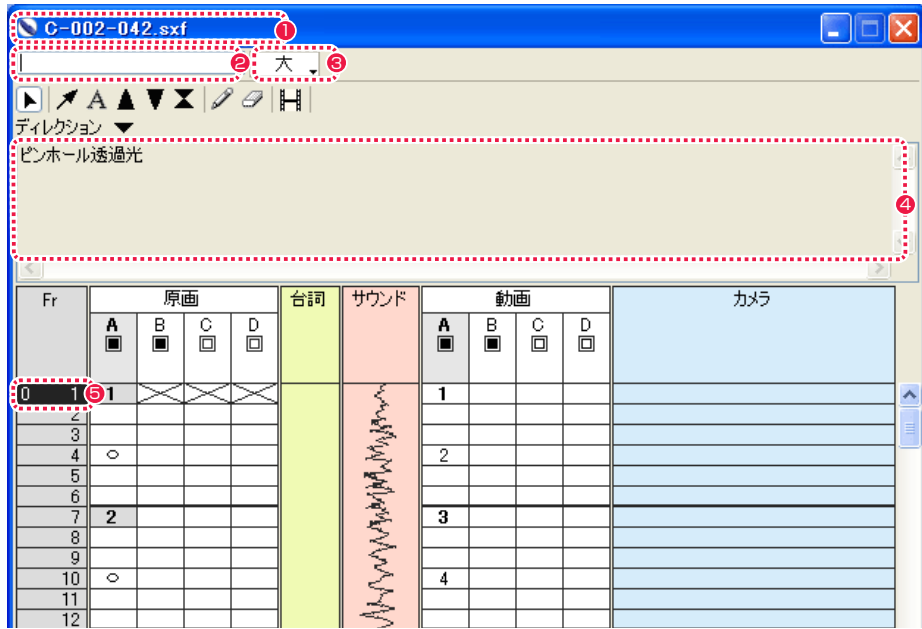 C-002-042.sxf 1
2 大 3
A
ディレクション
ピンホール透過光
4
Fr 原画 台詞 サウンド 動画 カメラ
A B C D A B C D
0 1 5 1 1
2
3
4 ○ 2
5
6
7 2 3
8
9
10 ○ 4
11
12